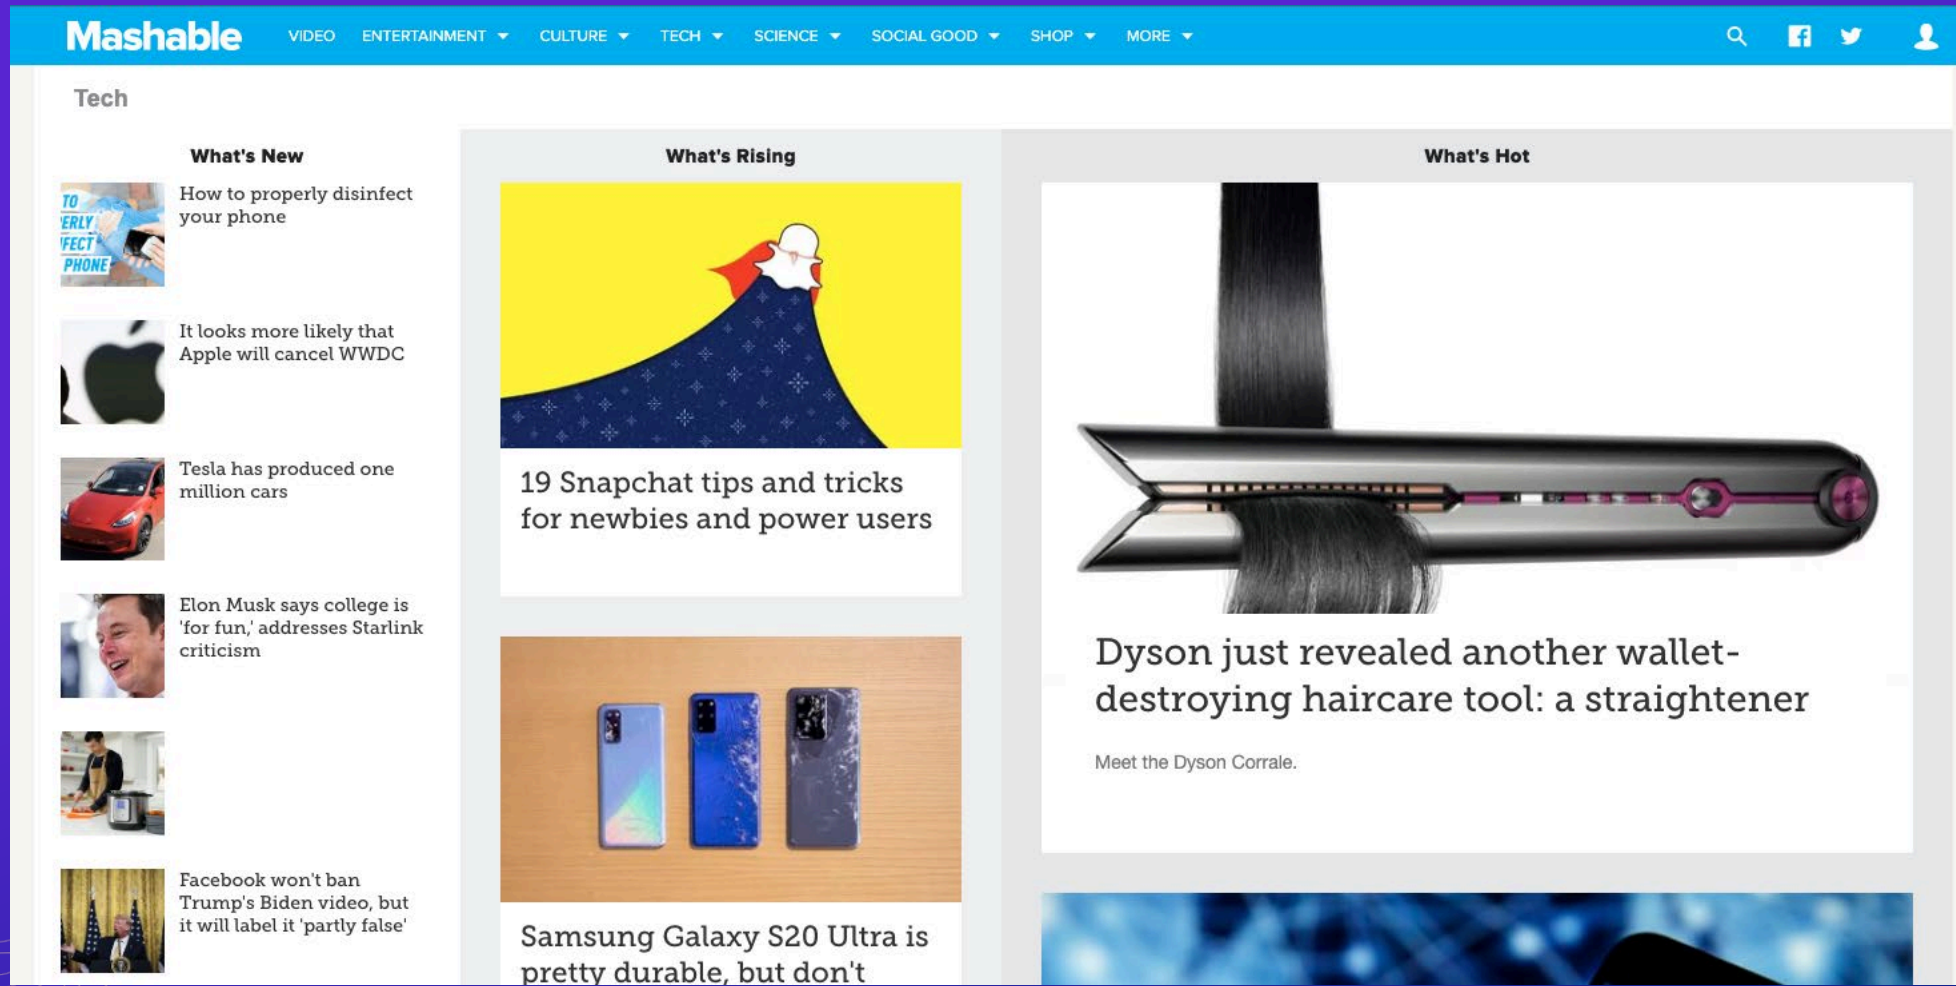 Mashable
VIDEO ENTERTAINMENT CULTURE TECH SCIENCE SOCIAL GOOD SHOP MORE
Tech
What's New
TO
ERLY
FECT
PHONE
How to properly disinfect
your phone
It looks more likely that
Apple will cancel WWDC
Tesla has produced one
million cars
Elon Musk says college is
'for fun,' addresses Starlink
criticism
Facebook won't ban
Trump's Biden video, but
it will label it 'partly false'
What's Rising
19 Snapchat tips and tricks
for newbies and power users
Samsung Galaxy S20 Ultra is
pretty durable, but don't
What's Hot
Dyson just revealed another wallet-
destroying haircare tool: a straightener
Meet the Dyson Corrale.